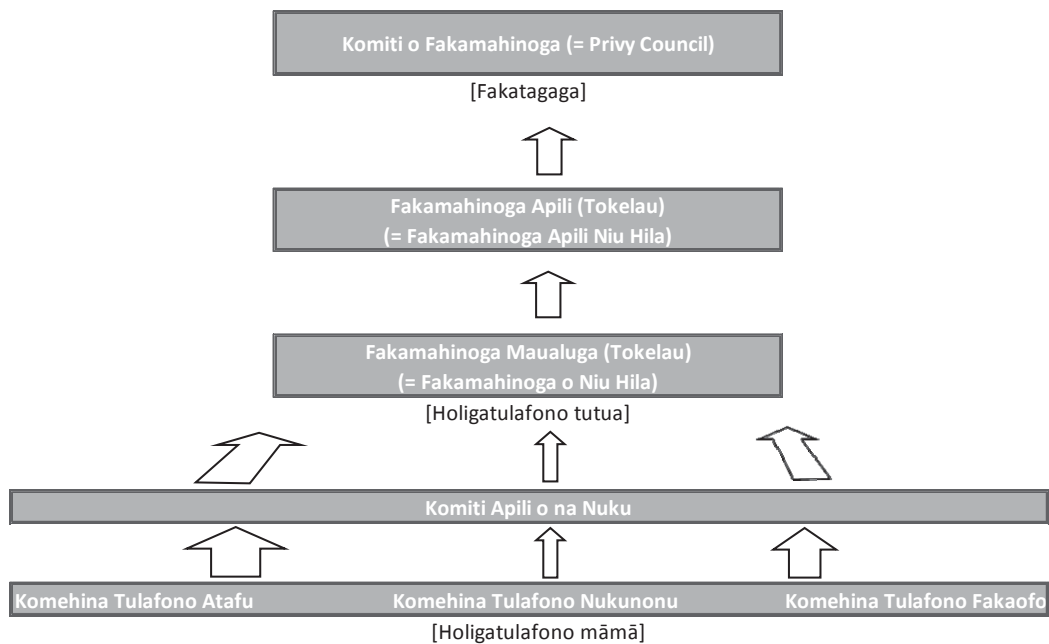 Komiti o Fakamahinoga (= Privy Council)
[Fakatagaga]
Fakamahinoga Apili (Tokelau)
(= Fakamahinoga Apili Niu Hila)
Fakamahinoga Maualuga (Tokelau)
(= Fakamahinoga o Niu Hila)
[Holigatulafono tutua]
Komiti Apili o na Nuku
Komehina Tulafono Atafu Komehina Tulafono Nukunonu Komehina Tulafono Fakaofo
[Holigatulafono māmā]